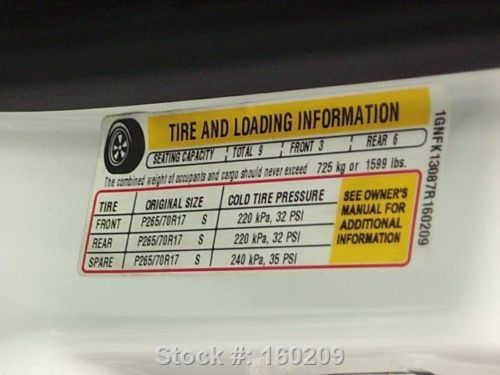 TIRE AND LOADING INFORMATION
SEATING CAPACITY TOTAL 9 FRONT 3 REAR 6
The combined weight of occupants and cargo should never exceed 725 kg or 1599 lbs.
TIRE ORIGINAL SIZE COLD TIRE PRESSURE
FRONT P265/70R17 S 220 kPa, 32 PSI
REAR P265/70R17 S 220 kPa, 32 PSI
SPARE P265/70R17 S 240 kPa, 35 PSI
SEE OWNER'S
MANUAL FOR
ADDITIONAL
INFORMATION
1GNFK13087R160209
Stock #: 160209